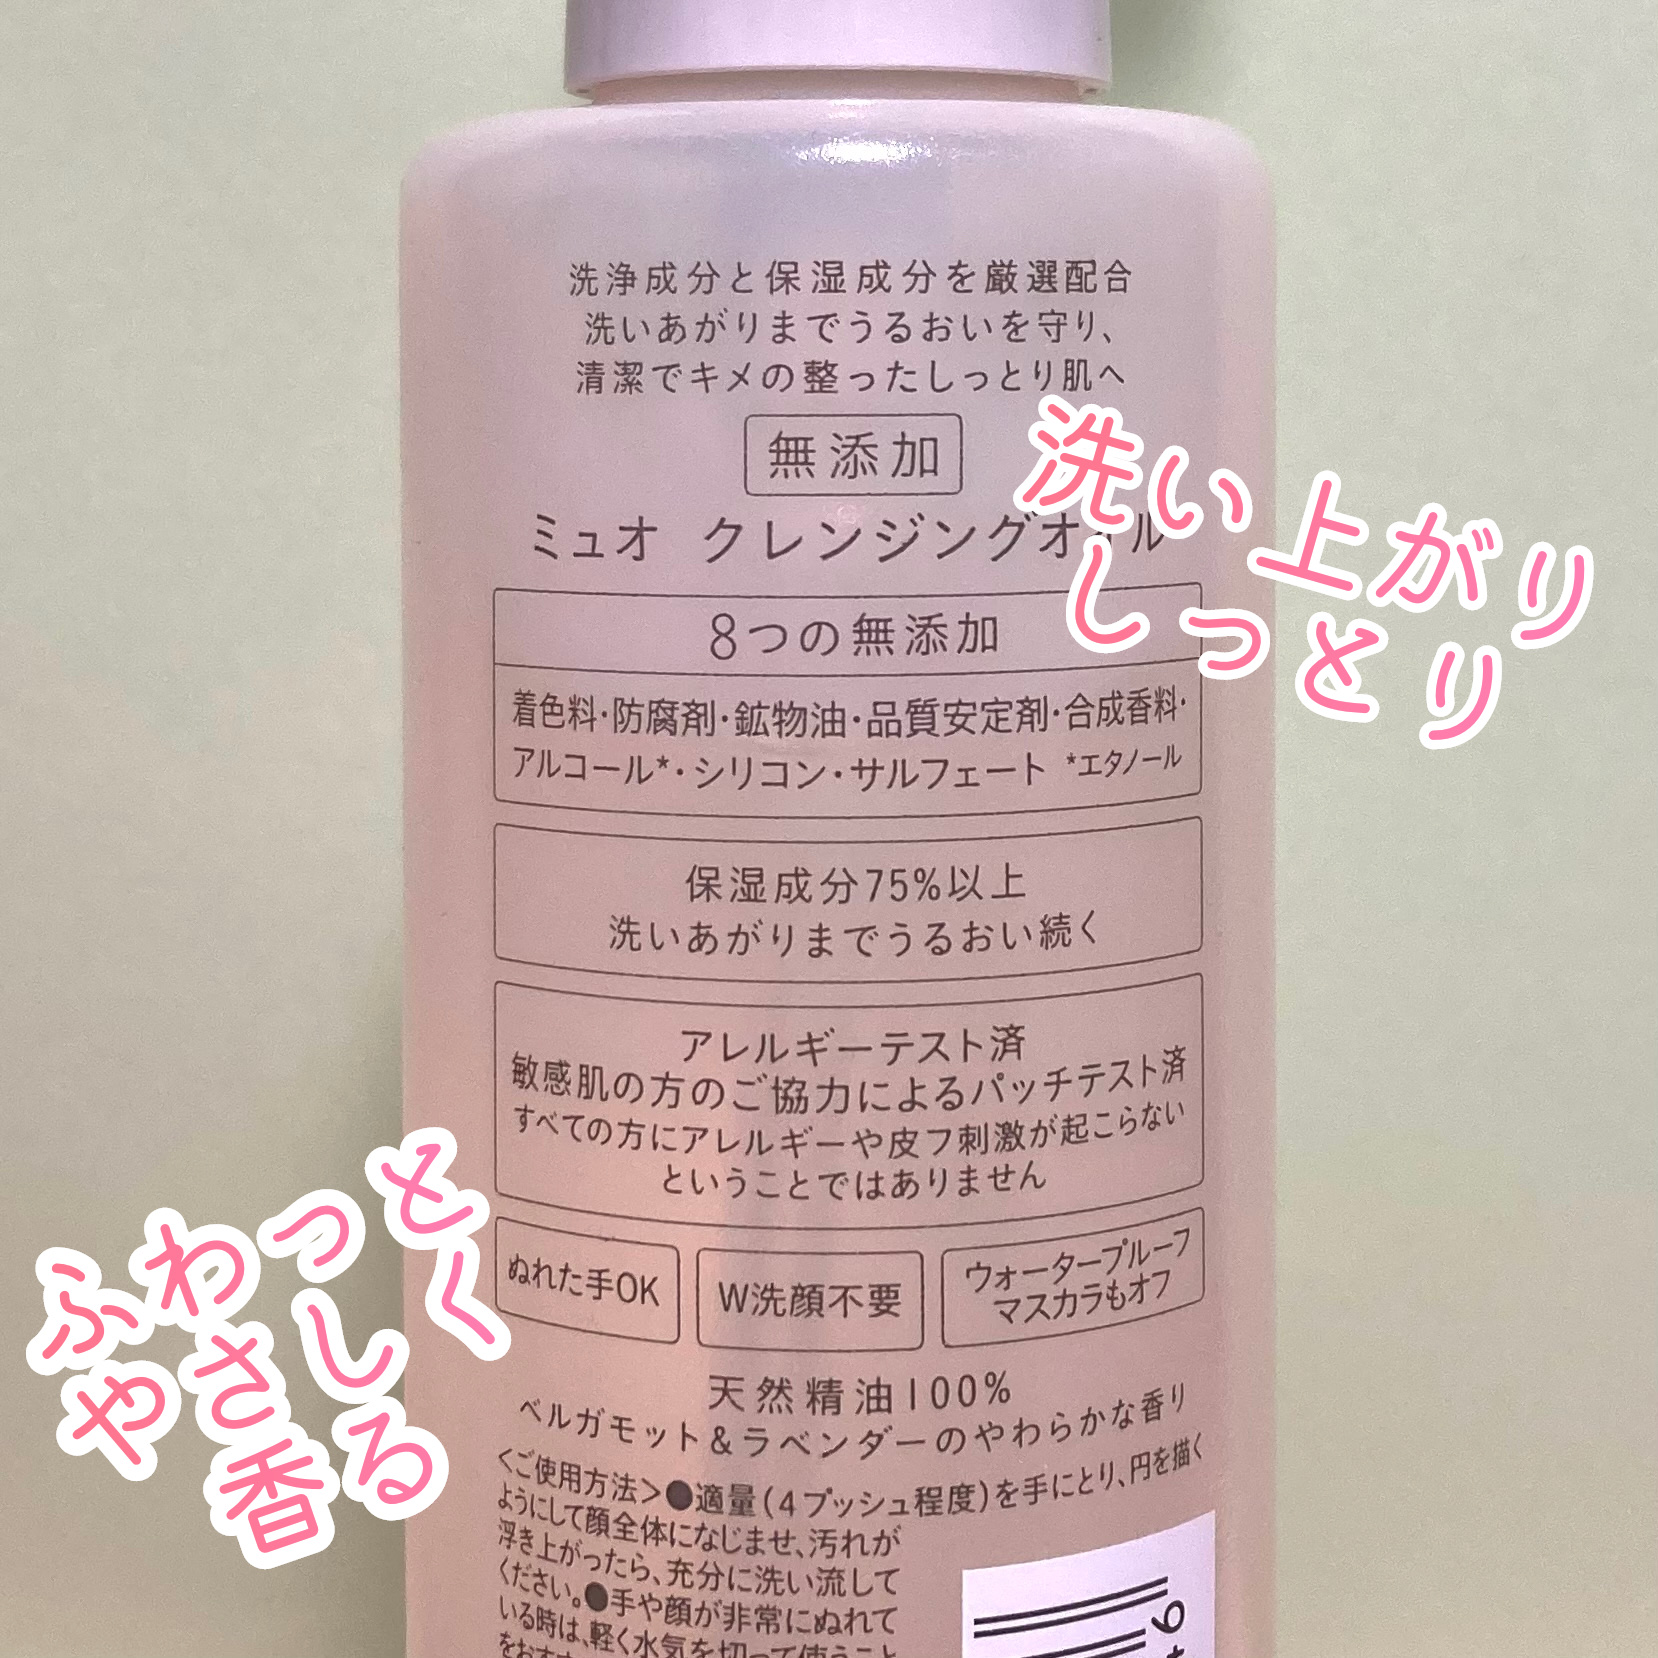 洗浄成分と保湿成分を厳選配合
洗いあがりまでうるおいを守り、
清潔でキメの整ったしっとり肌へ
無添加
ミュオ クレンジングオイル
洗い上がり
しっとり
8つの無添加
着色料・防腐剤・鉱物油・品質安定剤・合成香料・
アルコール*・シリコン・サルフェート *エタノール
保湿成分75%以上
洗いあがりまでうるおい続く
アレルギーテスト済
敏感肌の方のご協力によるパッチテスト済
すべての方にアレルギーや皮フ刺激が起こらない
ということではありません
ふわっと
やさしく
香る
ぬれた手OK
W洗顔不要
ウォータープルーフ
マスカラもオフ
天然精油100%
ベルガモット&ラベンダーのやわらかな香り
<ご使用方法>●適量(4プッシュ程度)を手にとり、円を描く
ようにして顔全体になじませ、汚れが
浮き上がったら、充分に洗い流して
ください。●手や顔が非常にぬれて
いる時は、軽く水気を切って使うこと